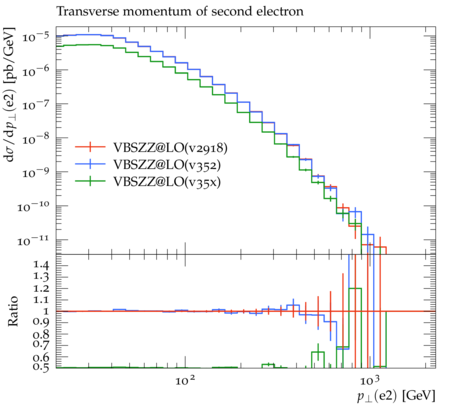 Transverse momentum of second electron
dσ/dp⊥(e2) [pb/GeV]
10⁻⁵
10⁻⁶
10⁻⁷
10⁻⁸
10⁻⁹
10⁻¹⁰
10⁻¹¹
VBSZZ@LO(v2918)
VBSZZ@LO(v352)
VBSZZ@LO(v35x)
Ratio
1.4
1.3
1.2
1.1
1
0.9
0.8
0.7
0.6
0.5
10² 10³
p⊥(e2) [GeV]